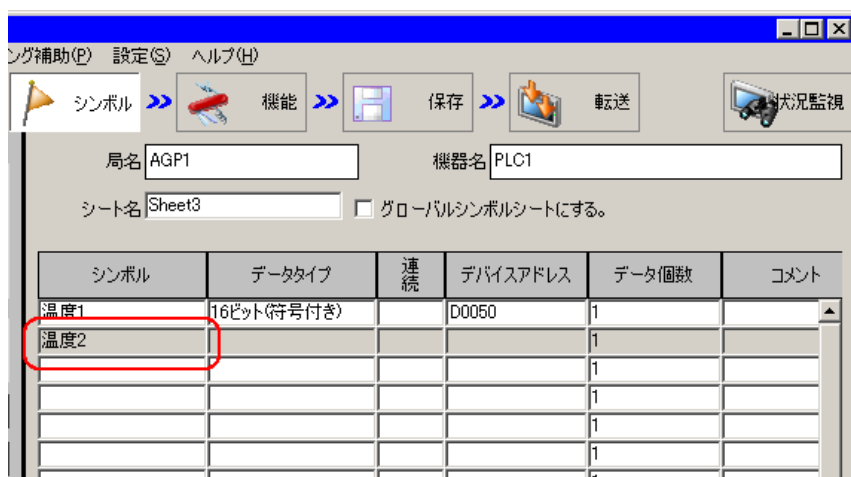 ング補助(P) 設定(S) ヘルプ(H)
シンボル 機能 保存 転送 状況監視
局名 AGP1 機器名 PLC1
シート名 Sheet3 グローバルシンボルシートにする。
シンボル データタイプ 連続 デバイスアドレス データ個数 コメント
温度1 16ビット(符号付き) D0050 1
温度2 1
1
1
1
1